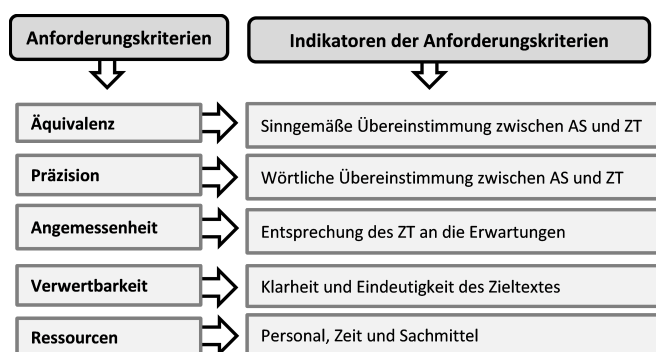 Anforderungskriterien
Indikatoren der Anforderungskriterien
Äquivalenz
Sinngemäße Übereinstimmung zwischen AS und ZT
Präzision
Wörtliche Übereinstimmung zwischen AS und ZT
Angemessenheit
Entsprechung des ZT an die Erwartungen
Verwertbarkeit
Klarheit und Eindeutigkeit des Zieltextes
Ressourcen
Personal, Zeit und Sachmittel